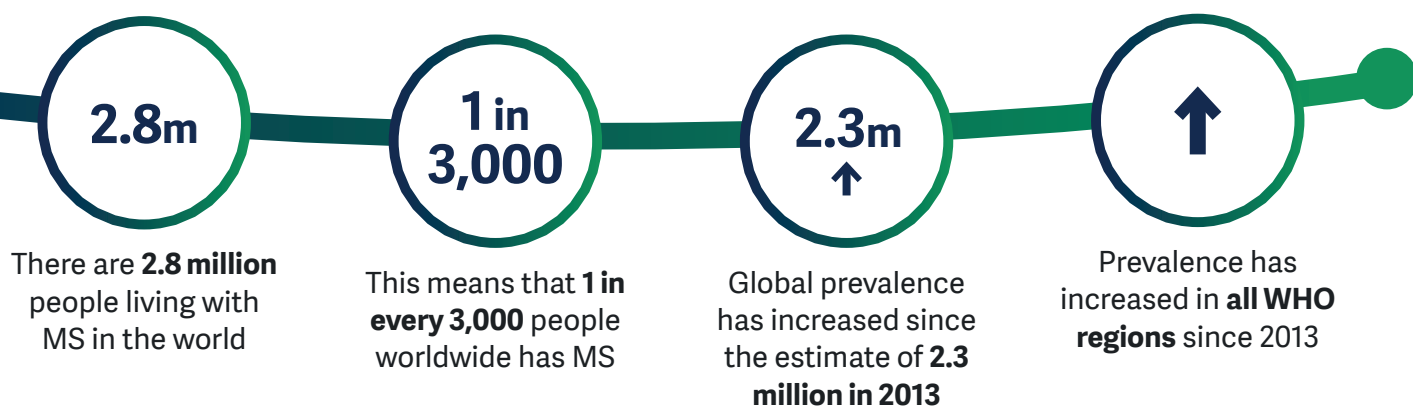 2.8m
There are 2.8 million
people living with
MS in the world
1 in
3,000
This means that 1 in
every 3,000 people
worldwide has MS
2.3m
Global prevalence
has increased since
the estimate of 2.3
million in 2013
Prevalence has
increased in all WHO
regions since 2013